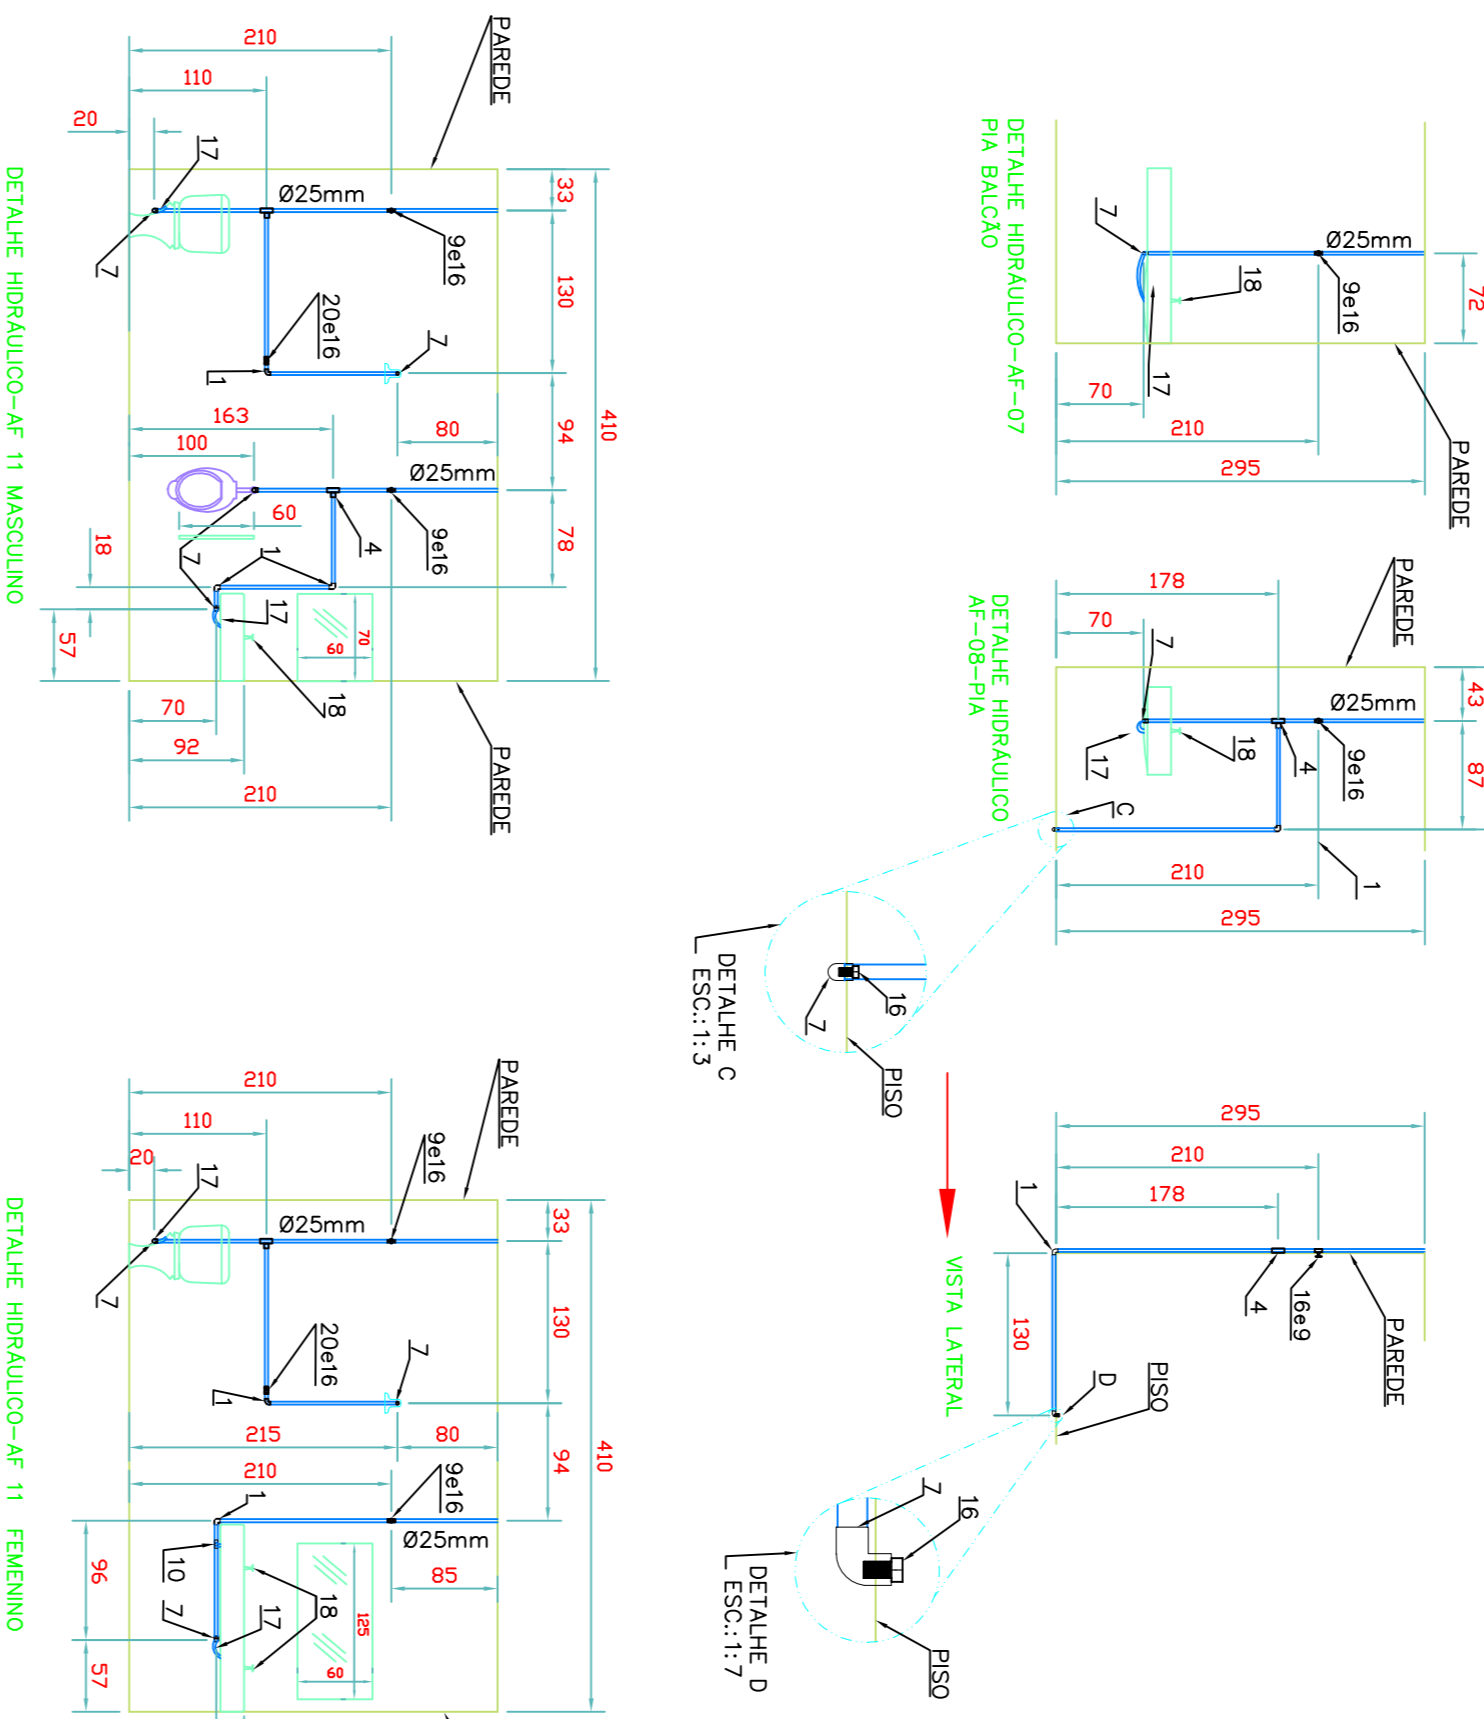 DETALHE HIDRÁULICO-AF-07
PIA BALCÃO
7
Ø25mm
9e16
18
17
72
70
210
295
PAREDE
PAREDE
178
70
7
43
Ø25mm
87
9e16
4
18
17
C
1
210
295
DETALHE HIDRÁULICO
AF-08-PIA
16
7
PISO
DETALHE C
ESC.:1:3
295
210
178
1
130
4
16e9
PAREDE
D
PISO
VISTA LATERAL
7
16
PISO
DETALHE D
ESC.:1:7
PAREDE
210
110
20
17
7
Ø25mm
9e16
33
130
94
78
410
20e16
1
7
80
163
100
60
Ø25mm
9e16
4
18
7
1
17
57
70
60
18
70
92
210
PAREDE
DETALHE HIDRÁULICO-AF 11 MASCULINO
PAREDE
210
110
20
17
7
Ø25mm
9e16
33
130
94
410
20e16
1
7
215
80
210
9e16
Ø25mm
85
1
10
7
17
18
96
57
125
60
DETALHE HIDRÁULICO-AF 11 FEMENINO